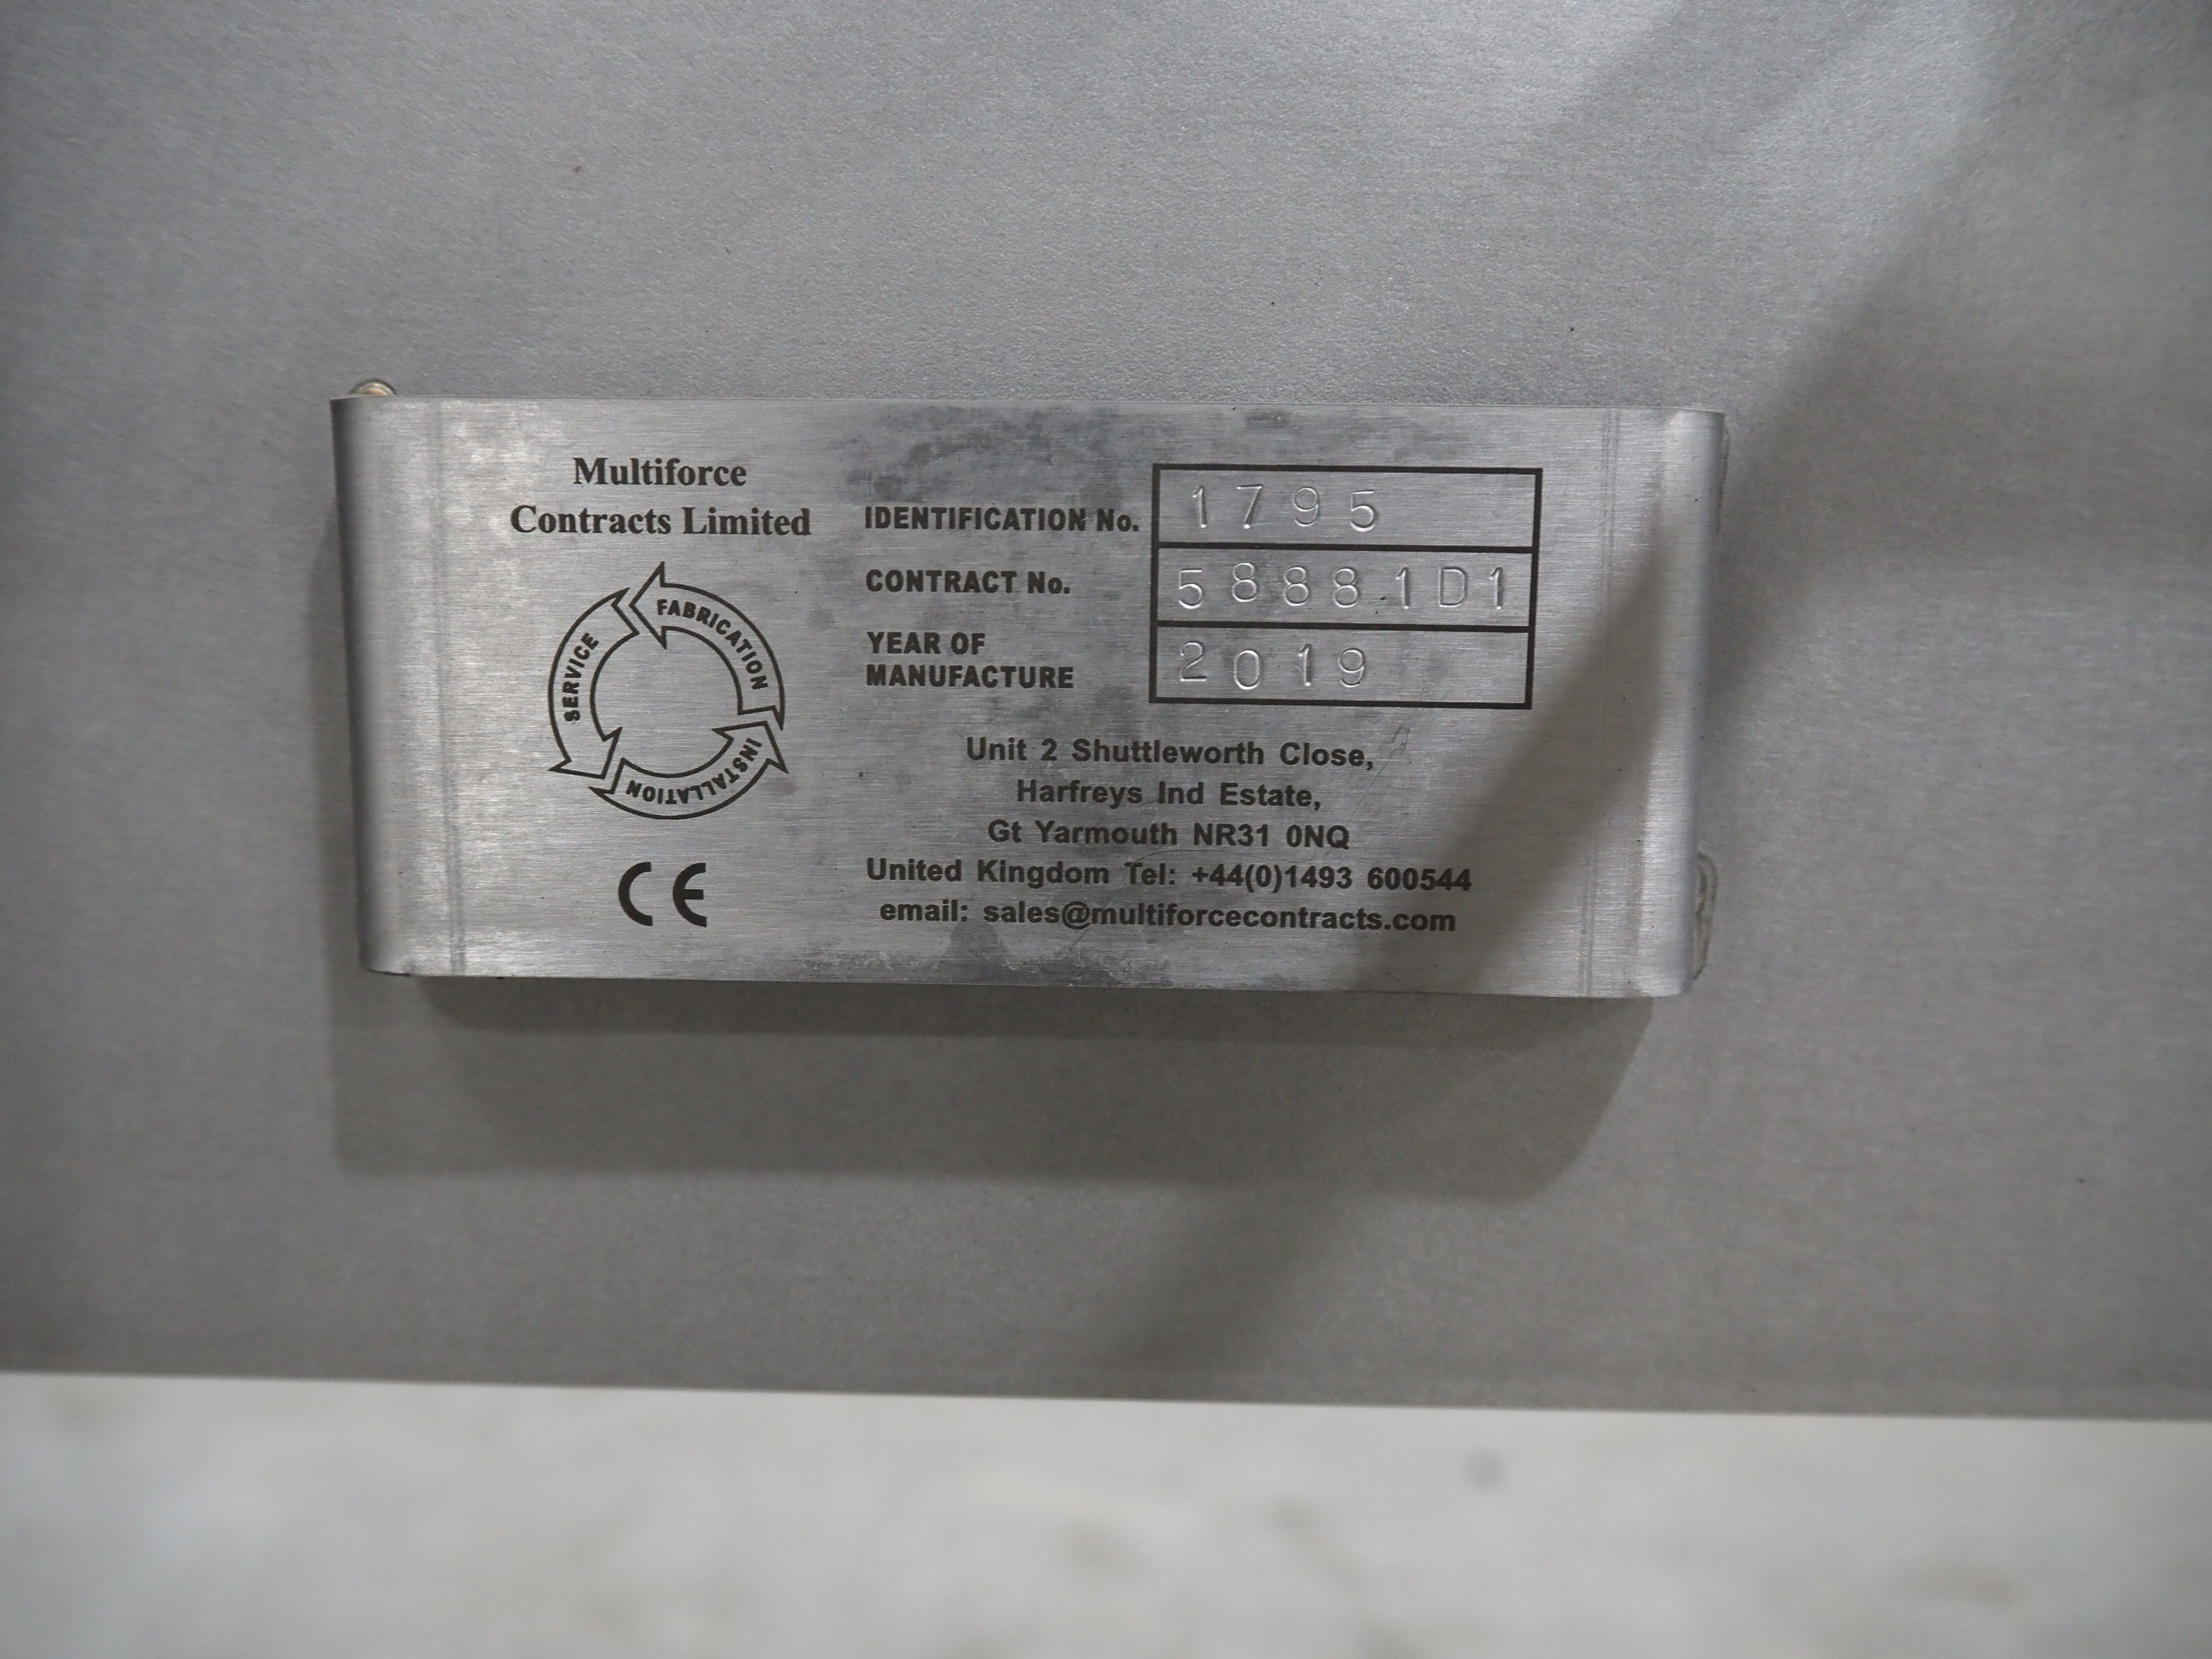 Multiforce
Contracts Limited
FABRICATION
INSTALLATION
SERVICE
CE
IDENTIFICATION No. 1795
CONTRACT No. 58881D1
YEAR OF
MANUFACTURE 2019
Unit 2 Shuttleworth Close,
Harfreys Ind Estate,
Gt Yarmouth NR31 0NQ
United Kingdom Tel: +44(0)1493 600544
email: sales@multiforcecontracts.com